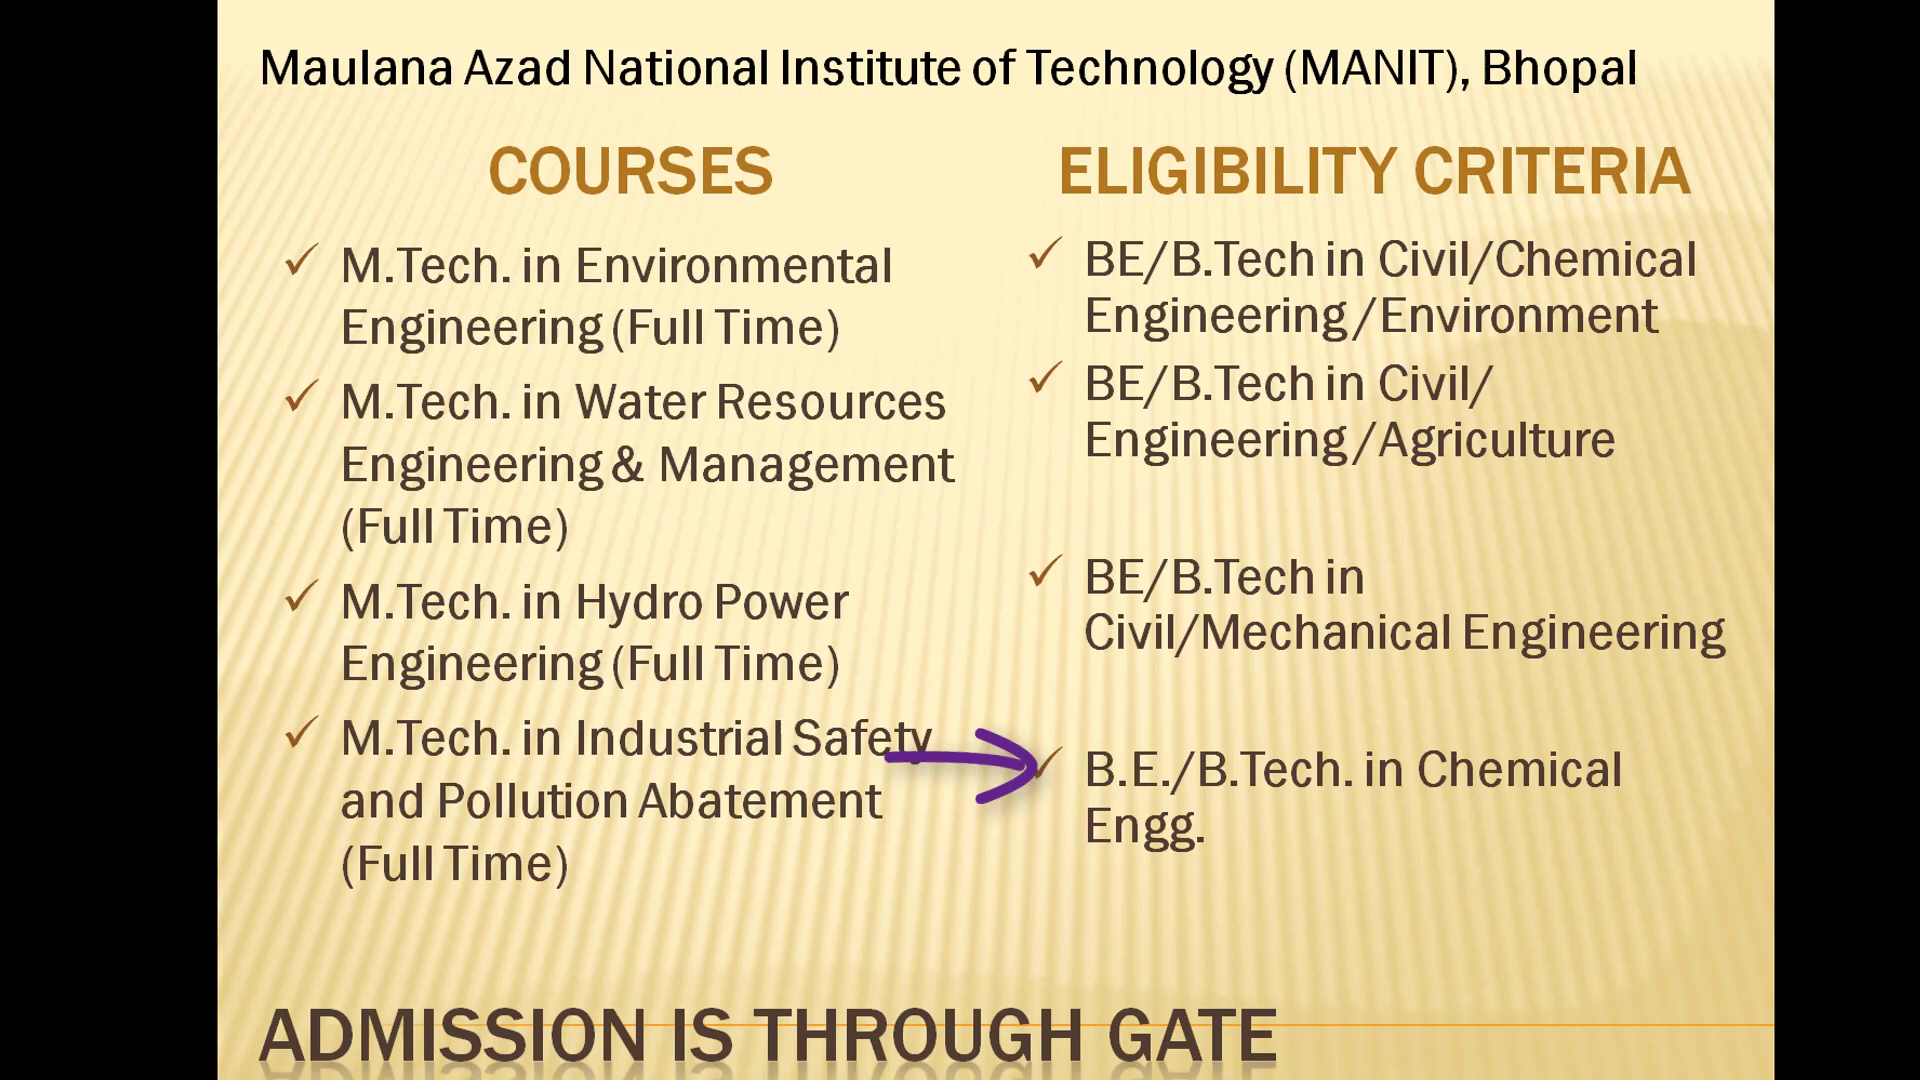 Maulana Azad National Institute of Technology (MANIT), Bhopal
COURSES
M.Tech. in Environmental
Engineering (Full Time)
M.Tech. in Water Resources
Engineering & Management
(Full Time)
M.Tech. in Hydro Power
Engineering (Full Time)
M.Tech. in Industrial Safety
and Pollution Abatement
(Full Time)
ELIGIBILITY CRITERIA
BE/B.Tech in Civil/Chemical
Engineering/Environment
BE/B.Tech in Civil/
Engineering/Agriculture
BE/B.Tech in
Civil/Mechanical Engineering
B.E./B.Tech. in Chemical
Engg.
ADMISSION IS THROUGH GATE